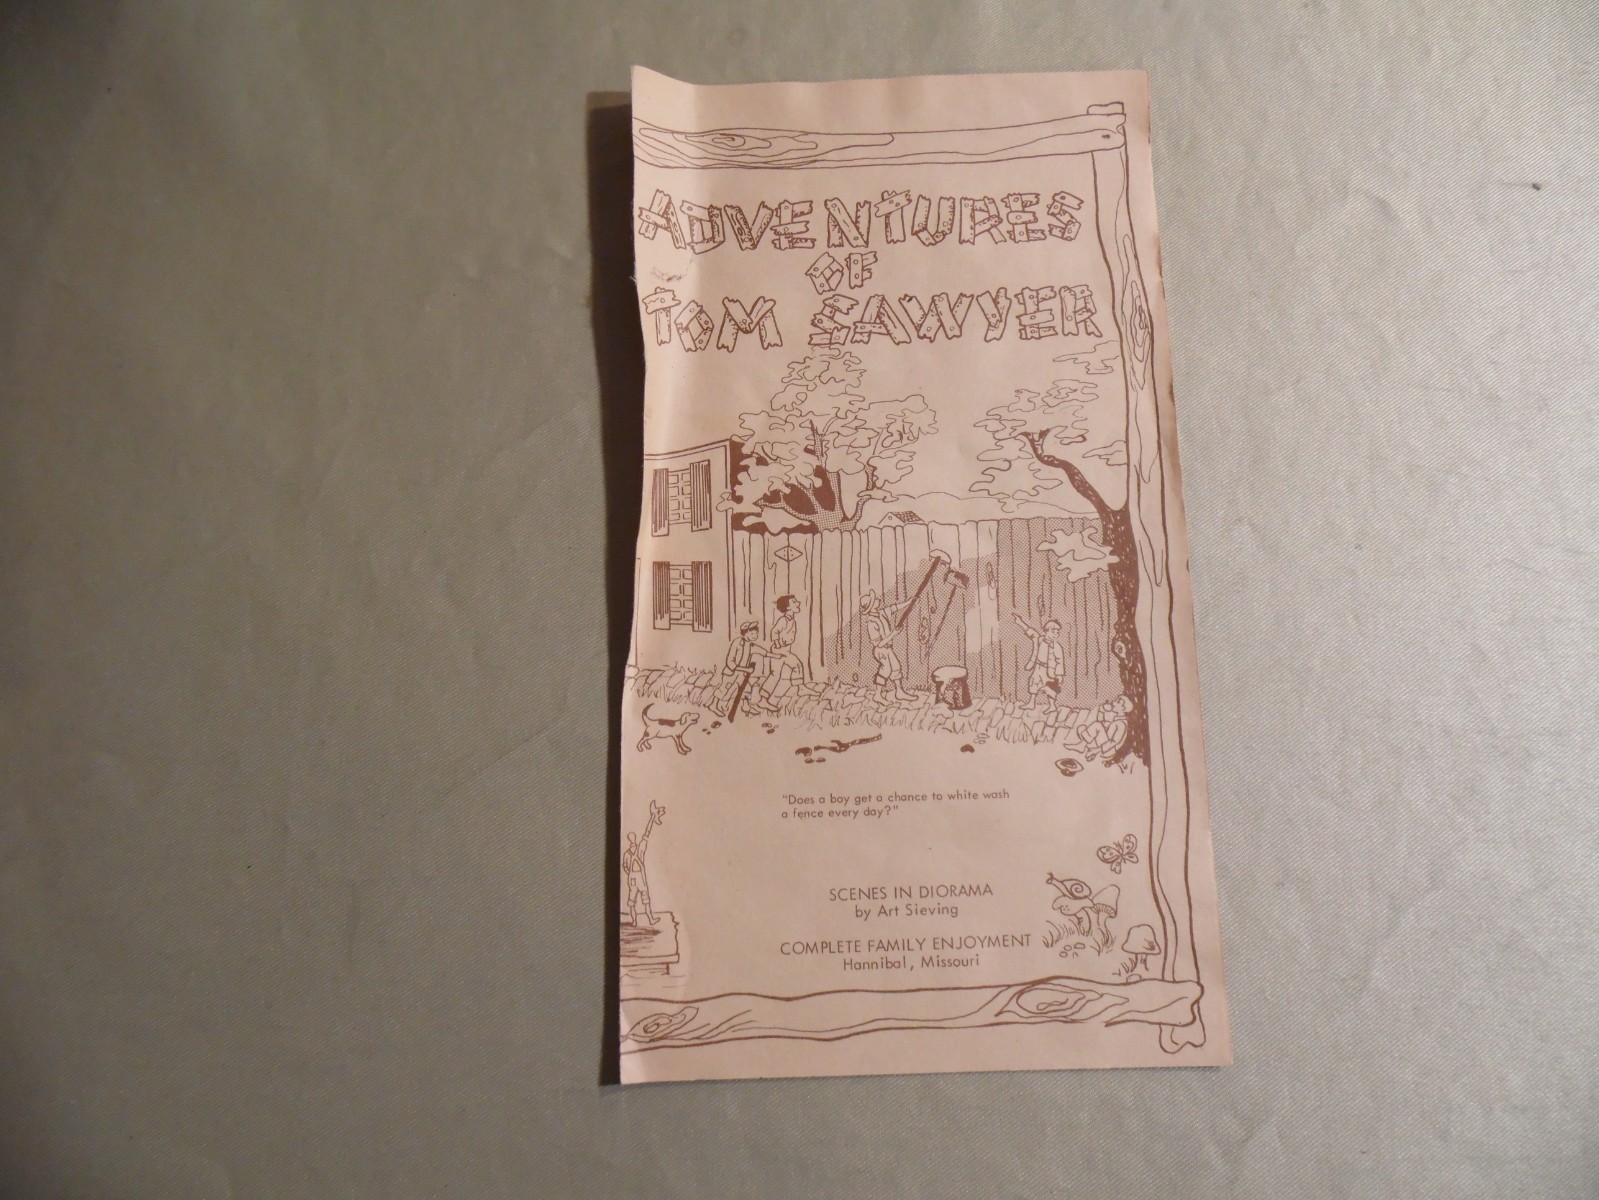 ADVENTURES
OF
TOM SAWYER
"Does a boy get a chance to white wash
a fence every day?"
SCENES IN DIORAMA
by Art Sieving
COMPLETE FAMILY ENJOYMENT
Hannibal, Missouri